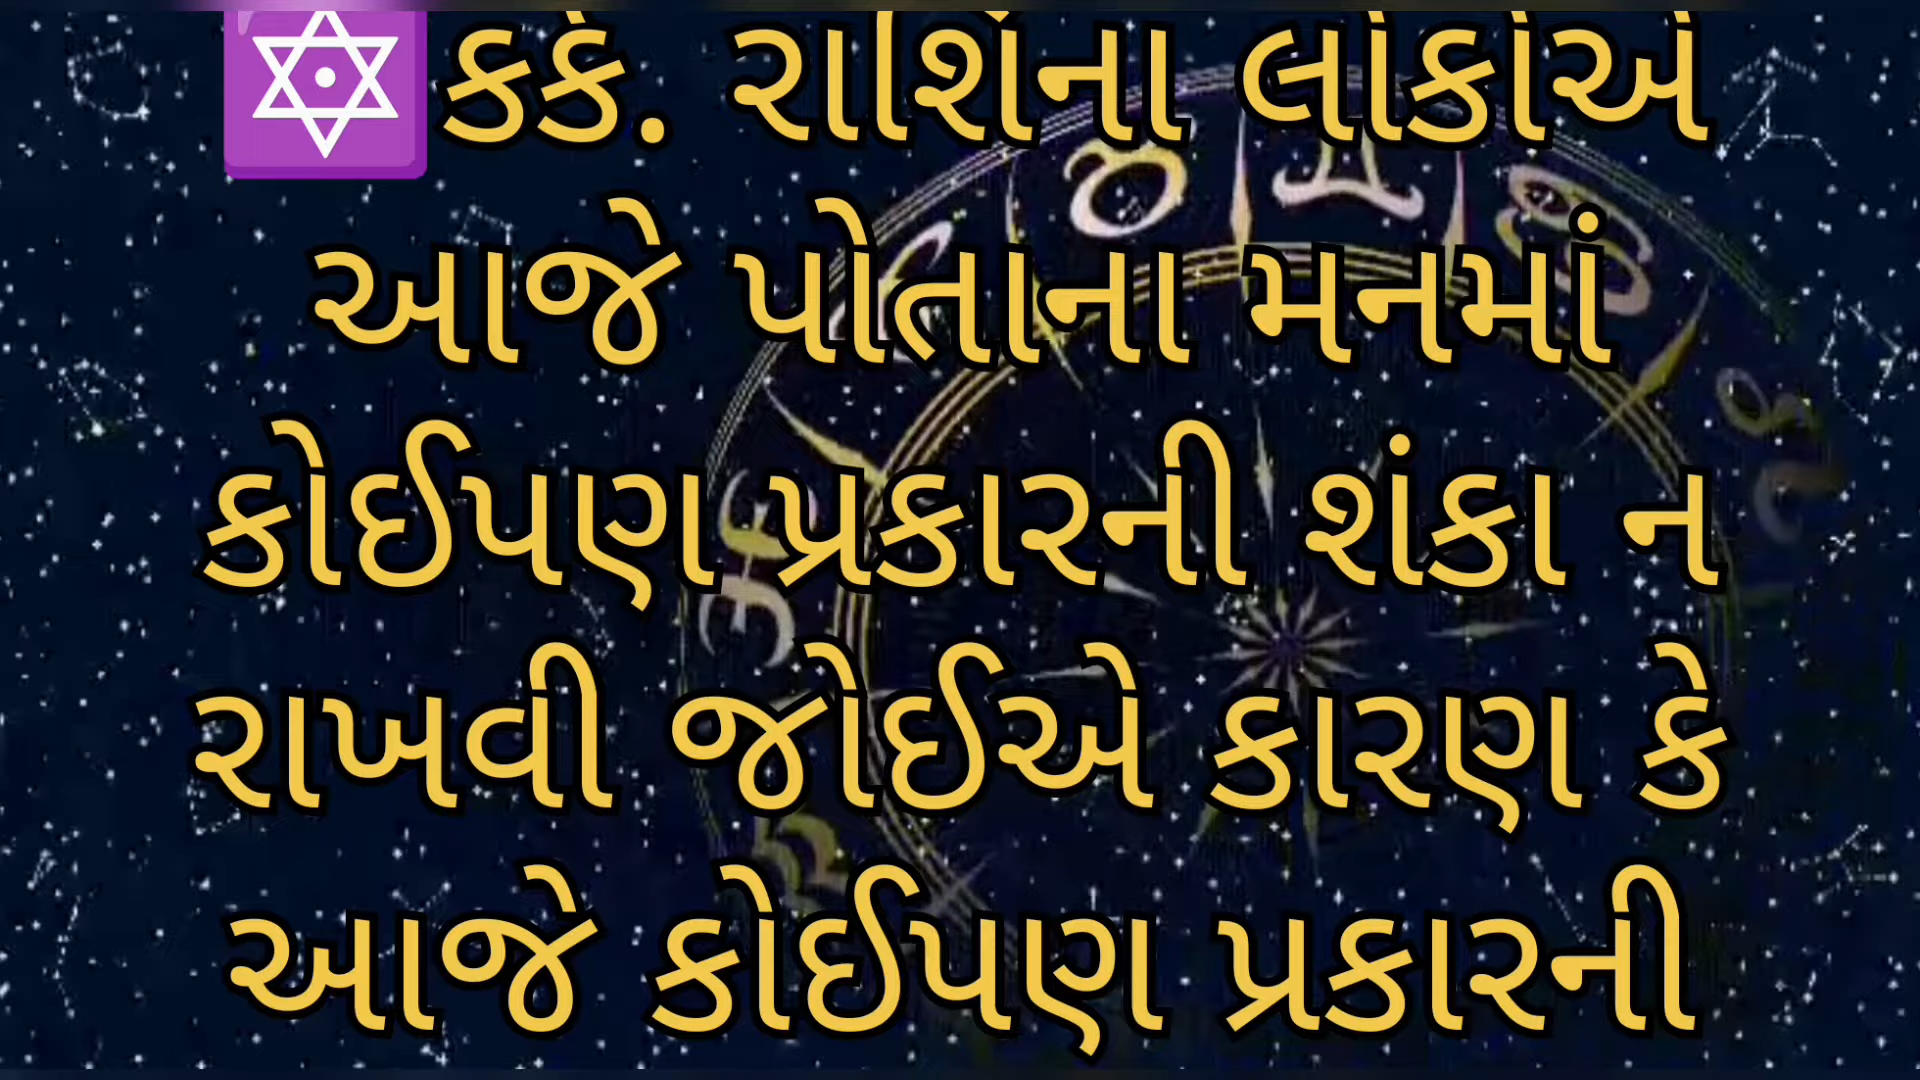 🔯કર્ક. રાશિના લોકોએ
આજે પોતાના મનમાં
કોઈપણ પ્રકારની શંકા ન
રાખવી જોઈએ કારણ કે
આજે કોઈપણ પ્રકારની